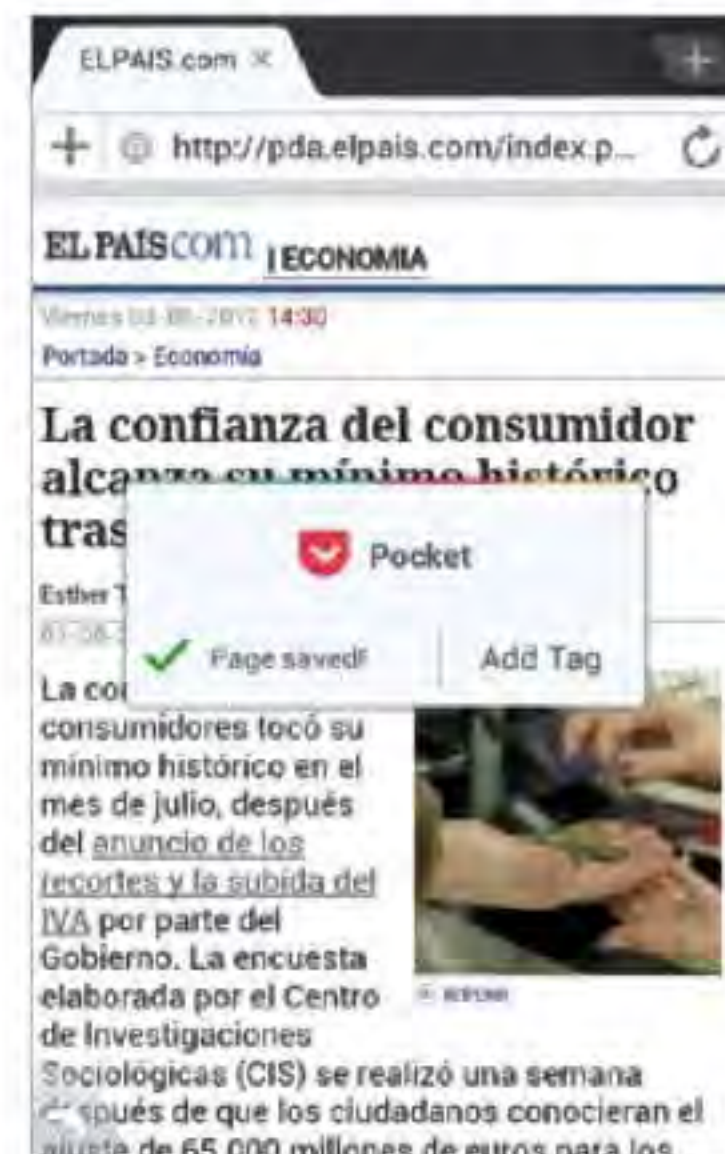 ELPAIS.com ×
http://pda.elpais.com/index.p...
EL PAÍS com | ECONOMIA
Viernes 14:30
Portada > Economía
La confianza del consumidor
alcanza su mínimo histórico
tras
Pocket
Esther T
Page saved!
Add Tag
La
consumidores tocó su
mínimo histórico en el
mes de julio, después
del anuncio de los
recortes y la subida del
IVA por parte del
Gobierno. La encuesta
elaborada por el Centro
de Investigaciones
Sociológicas (CIS) se realizó una semana
después de que los ciudadanos conocieran el
ajuste de 65.000 millones de euros para los